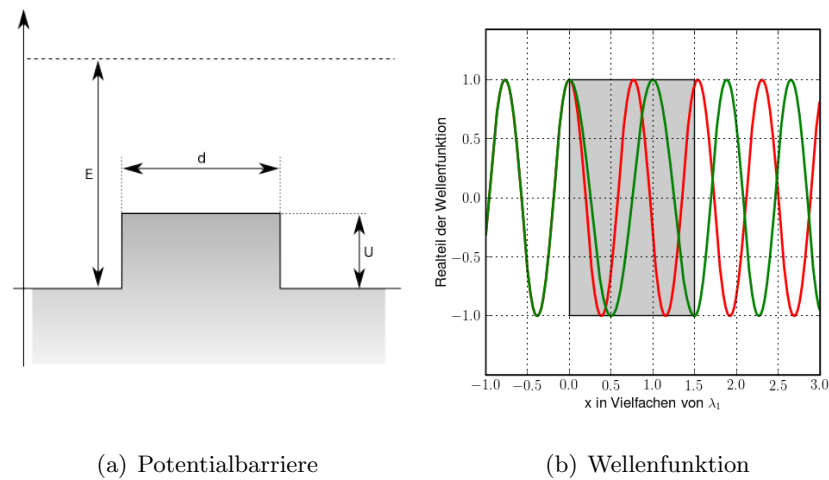 E
d
U
(a) Potentialbarriere
Realteil der Wellenfunktion
1.0
0.5
0.0
−0.5
−1.0
−1.0 −0.5 0.0 0.5 1.0 1.5 2.0 2.5 3.0
x in Vielfachen von λ₁
(b) Wellenfunktion